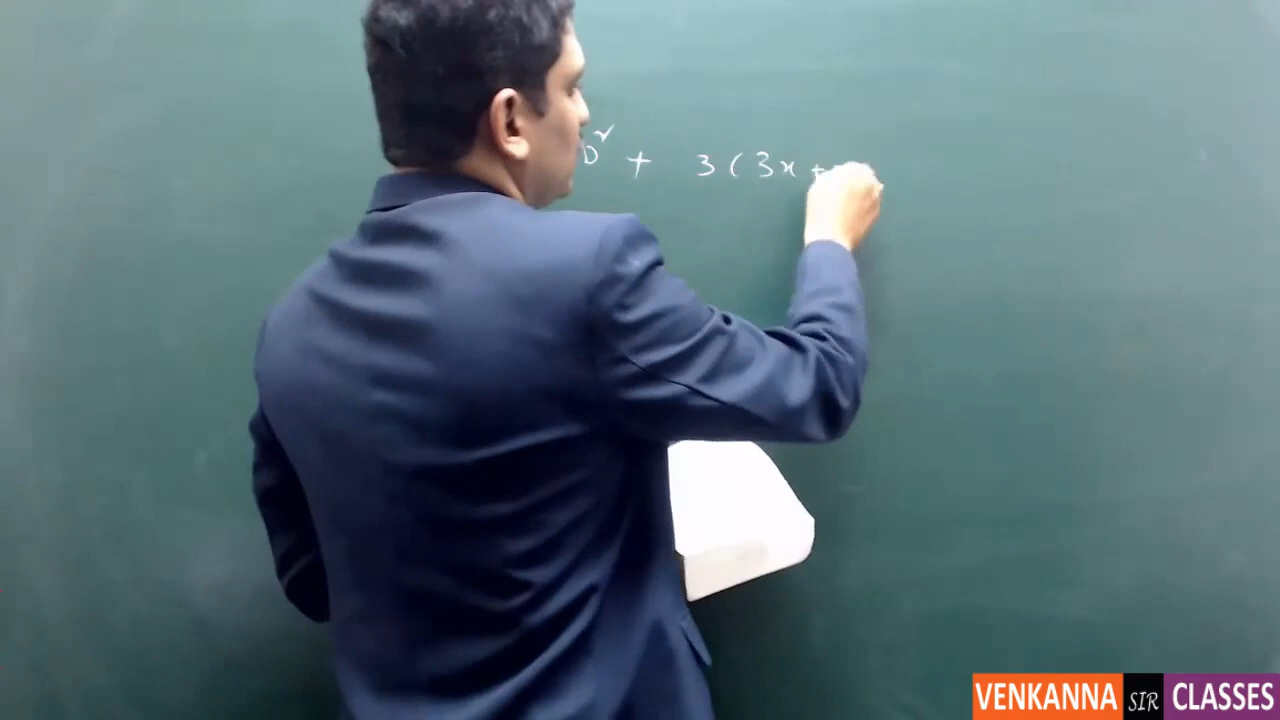 D² + 3(3x +
VENKANNA SIR CLASSES